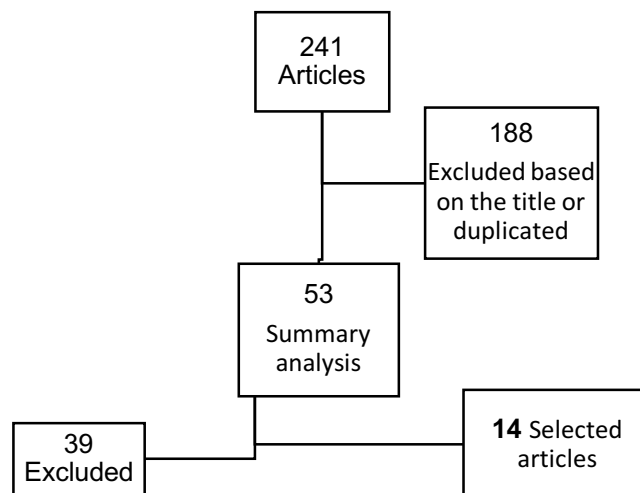 241
Articles
188
Excluded based
on the title or
duplicated
53
Summary
analysis
39
Excluded
14 Selected
articles